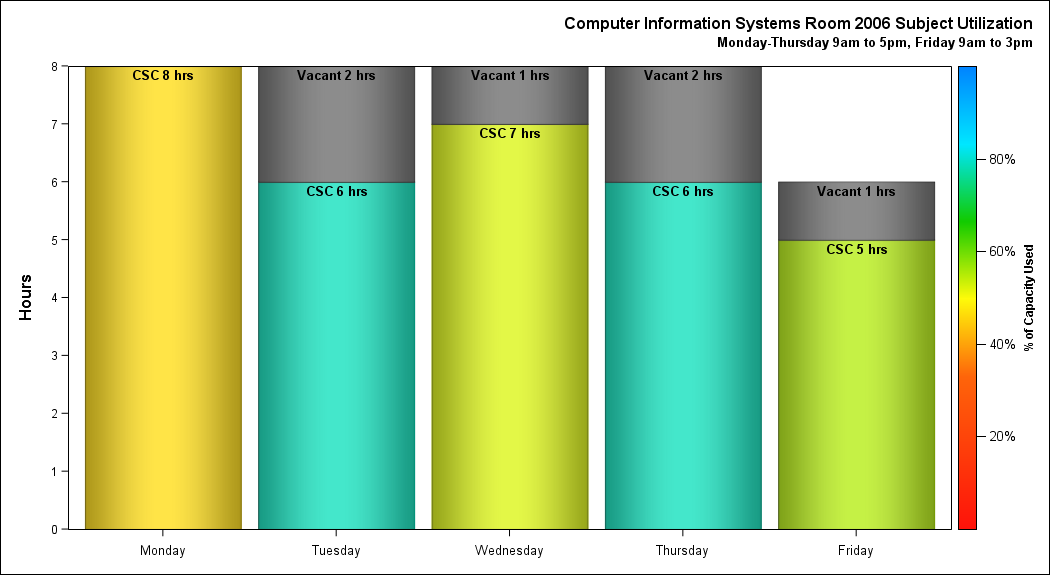 Computer Information Systems Room 2006 Subject Utilization
Monday-Thursday 9am to 5pm, Friday 9am to 3pm
Hours
8
7
6
5
4
3
2
1
0
CSC 8 hrs
Vacant 2 hrs
CSC 6 hrs
Vacant 1 hrs
CSC 7 hrs
Vacant 2 hrs
CSC 6 hrs
Vacant 1 hrs
CSC 5 hrs
Monday
Tuesday
Wednesday
Thursday
Friday
80%
60%
40%
20%
% of Capacity Used